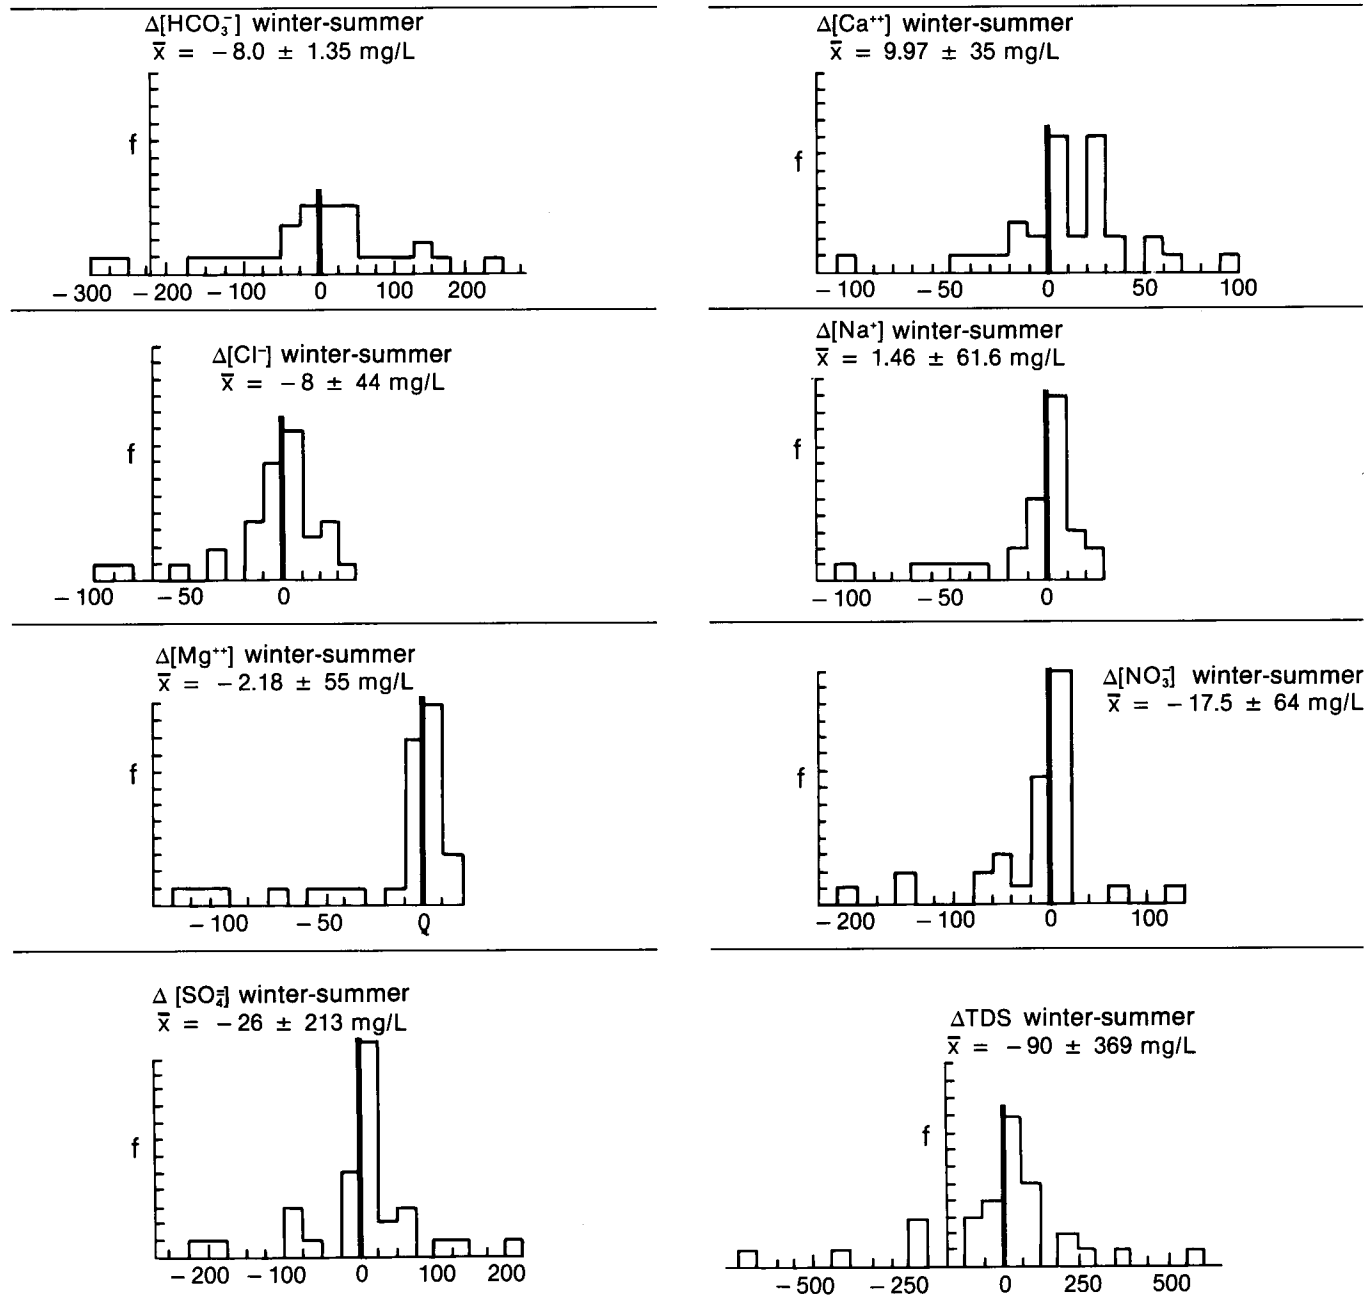 Δ[HCO₃⁻] winter-summer
x̄ = −8.0 ± 1.35 mg/L
f
−300 −200 −100 0 100 200
Δ[Ca⁺⁺] winter-summer
x̄ = 9.97 ± 35 mg/L
f
−100 −50 0 50 100
Δ[Cl⁻] winter-summer
x̄ = −8 ± 44 mg/L
f
−100 −50 0
Δ[Na⁺] winter-summer
x̄ = 1.46 ± 61.6 mg/L
f
−100 −50 0
Δ[Mg⁺⁺] winter-summer
x̄ = −2.18 ± 55 mg/L
f
−100 −50 0
Δ[NO₃⁻] winter-summer
x̄ = −17.5 ± 64 mg/L
f
−200 −100 0 100
Δ [SO₄⁼] winter-summer
x̄ = −26 ± 213 mg/L
f
−200 −100 0 100 200
ΔTDS winter-summer
x̄ = −90 ± 369 mg/L
f
−500 −250 0 250 500